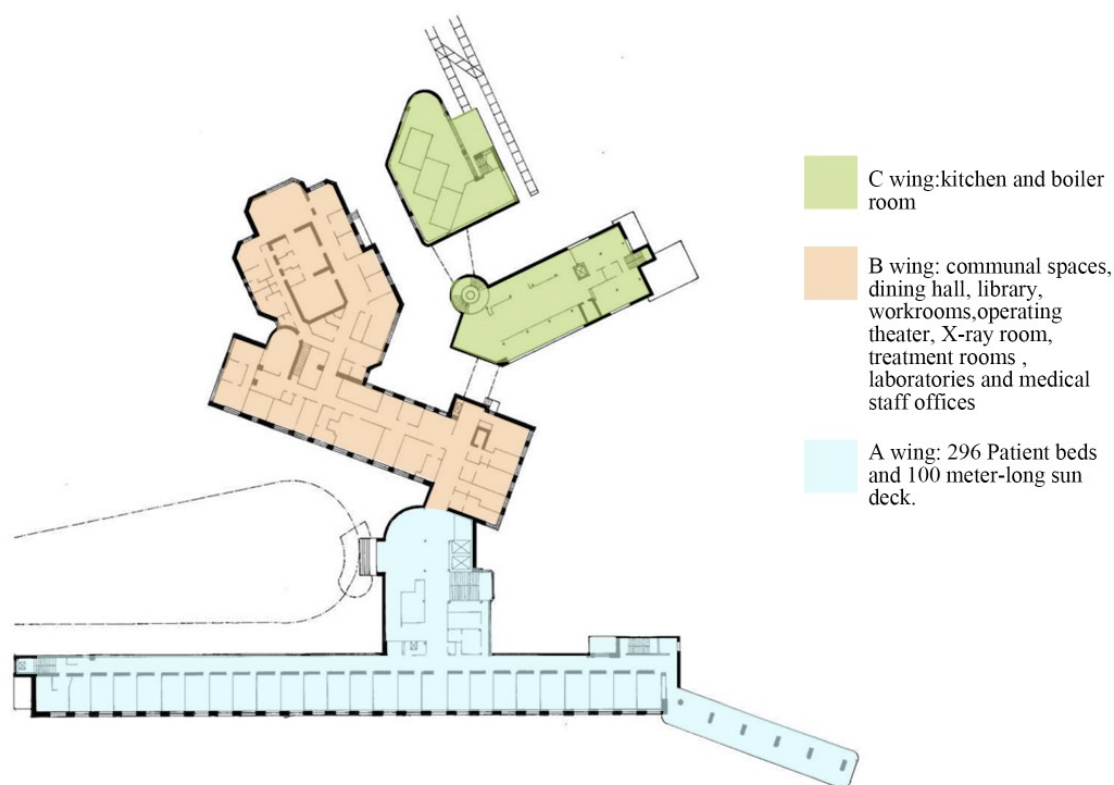 C wing:kitchen and boiler
room
B wing: communal spaces,
dining hall, library,
workrooms,operating
theater, X-ray room,
treatment rooms ,
laboratories and medical
staff offices
A wing: 296 Patient beds
and 100 meter-long sun
deck.